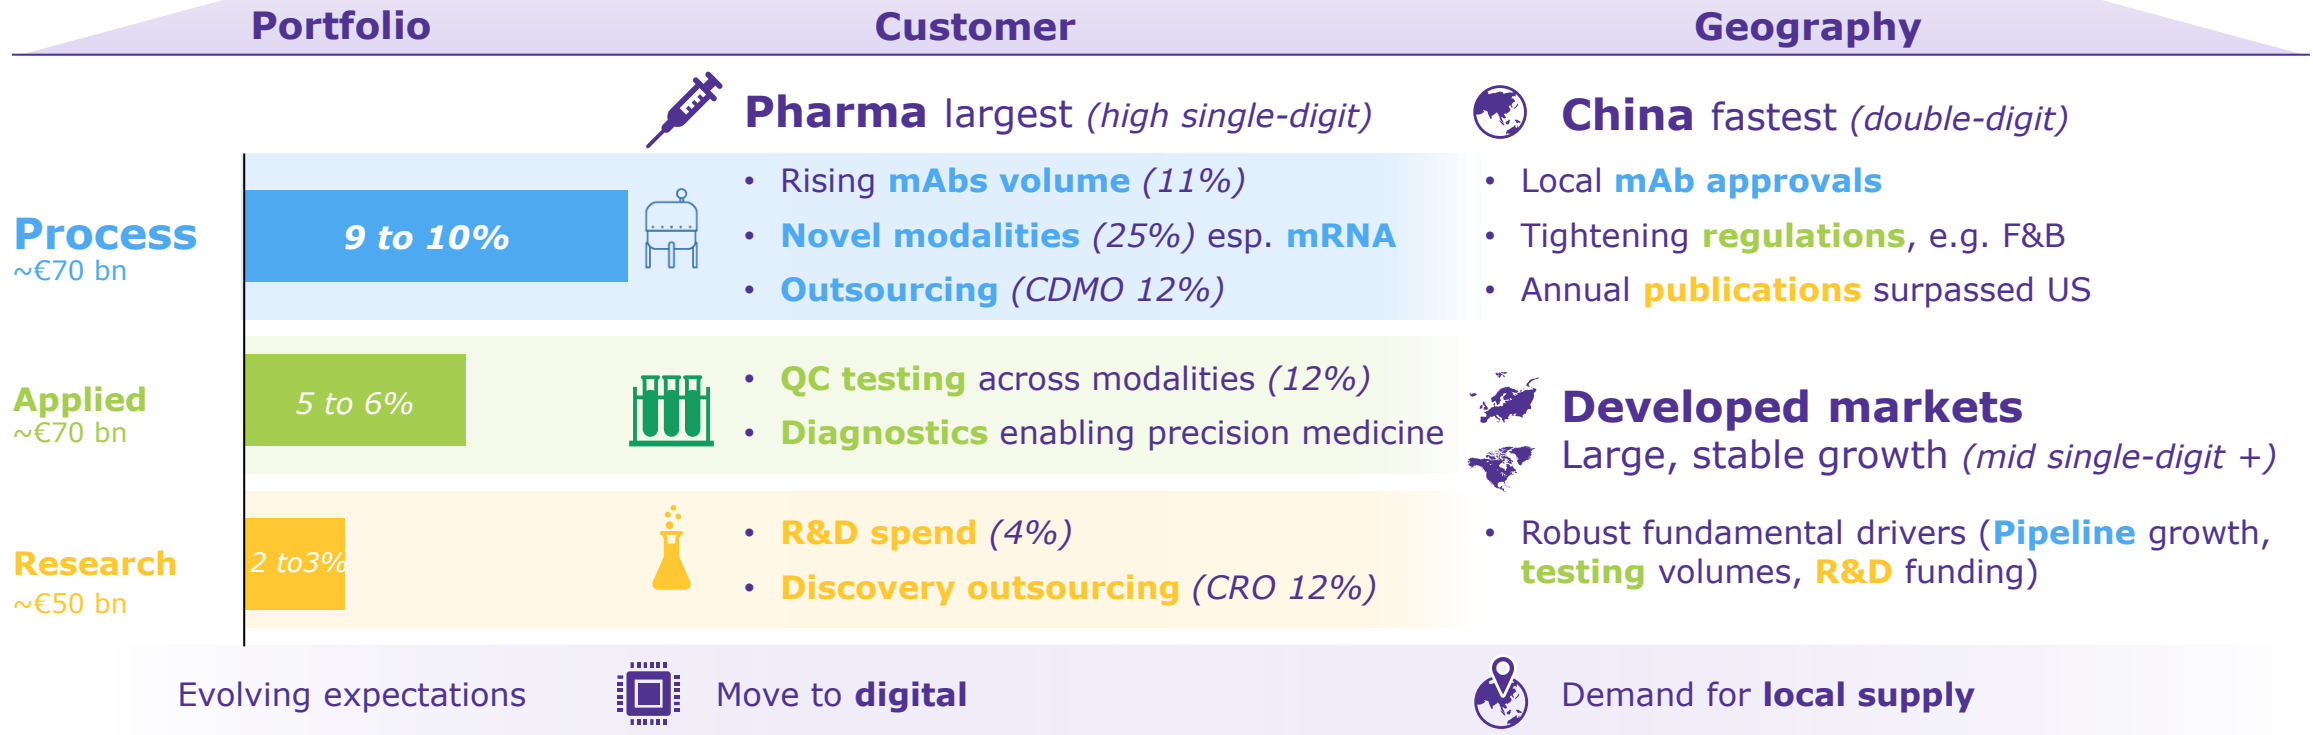 Portfolio
Customer
Geography
Pharma largest (high single-digit)
China fastest (double-digit)
Process
~€70 bn
9 to 10%
• Rising mAbs volume (11%)
• Novel modalities (25%) esp. mRNA
• Outsourcing (CDMO 12%)
• Local mAb approvals
• Tightening regulations, e.g. F&B
• Annual publications surpassed US
Applied
~€70 bn
5 to 6%
• QC testing across modalities (12%)
• Diagnostics enabling precision medicine
Developed markets
Large, stable growth (mid single-digit +)
Research
~€50 bn
2 to3%
• R&D spend (4%)
• Discovery outsourcing (CRO 12%)
• Robust fundamental drivers (Pipeline growth,
testing volumes, R&D funding)
Evolving expectations
Move to digital
Demand for local supply